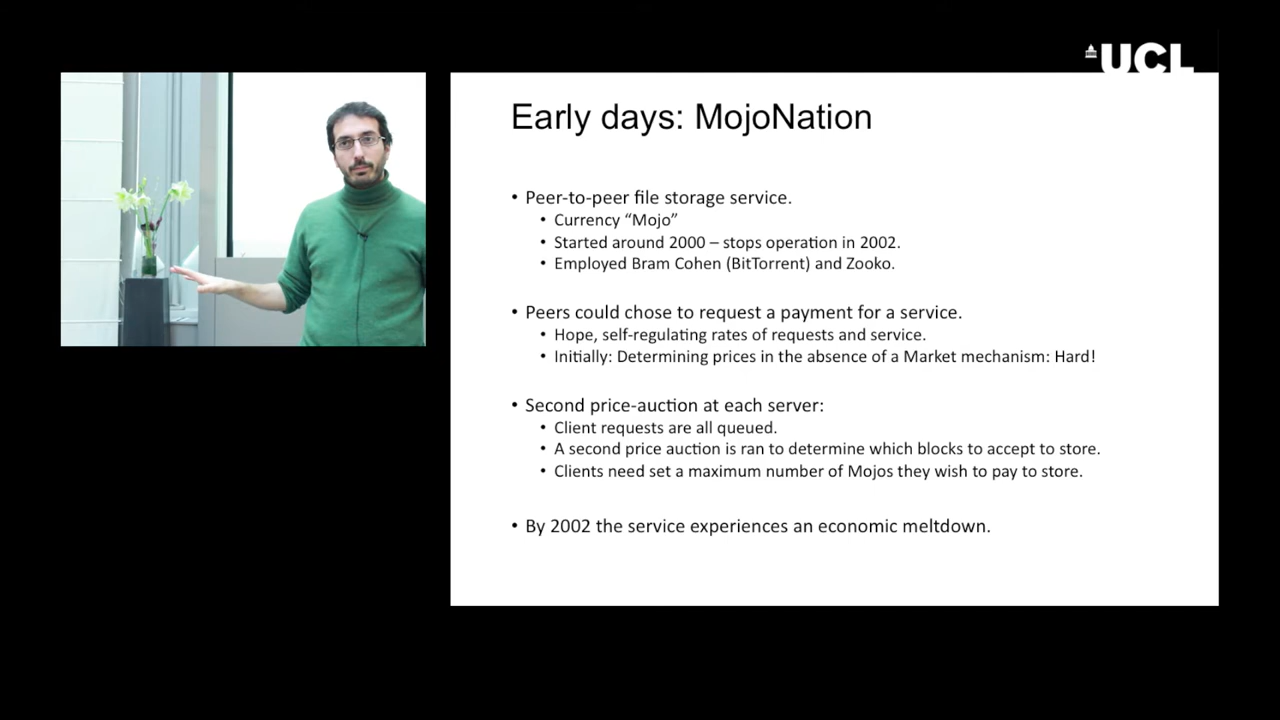 UCL
Early days: MojoNation
• Peer-to-peer file storage service.
• Currency “Mojo”
• Started around 2000 – stops operation in 2002.
• Employed Bram Cohen (BitTorrent) and Zooko.
• Peers could chose to request a payment for a service.
• Hope, self-regulating rates of requests and service.
• Initially: Determining prices in the absence of a Market mechanism: Hard!
• Second price-auction at each server:
• Client requests are all queued.
• A second price auction is ran to determine which blocks to accept to store.
• Clients need set a maximum number of Mojos they wish to pay to store.
• By 2002 the service experiences an economic meltdown.